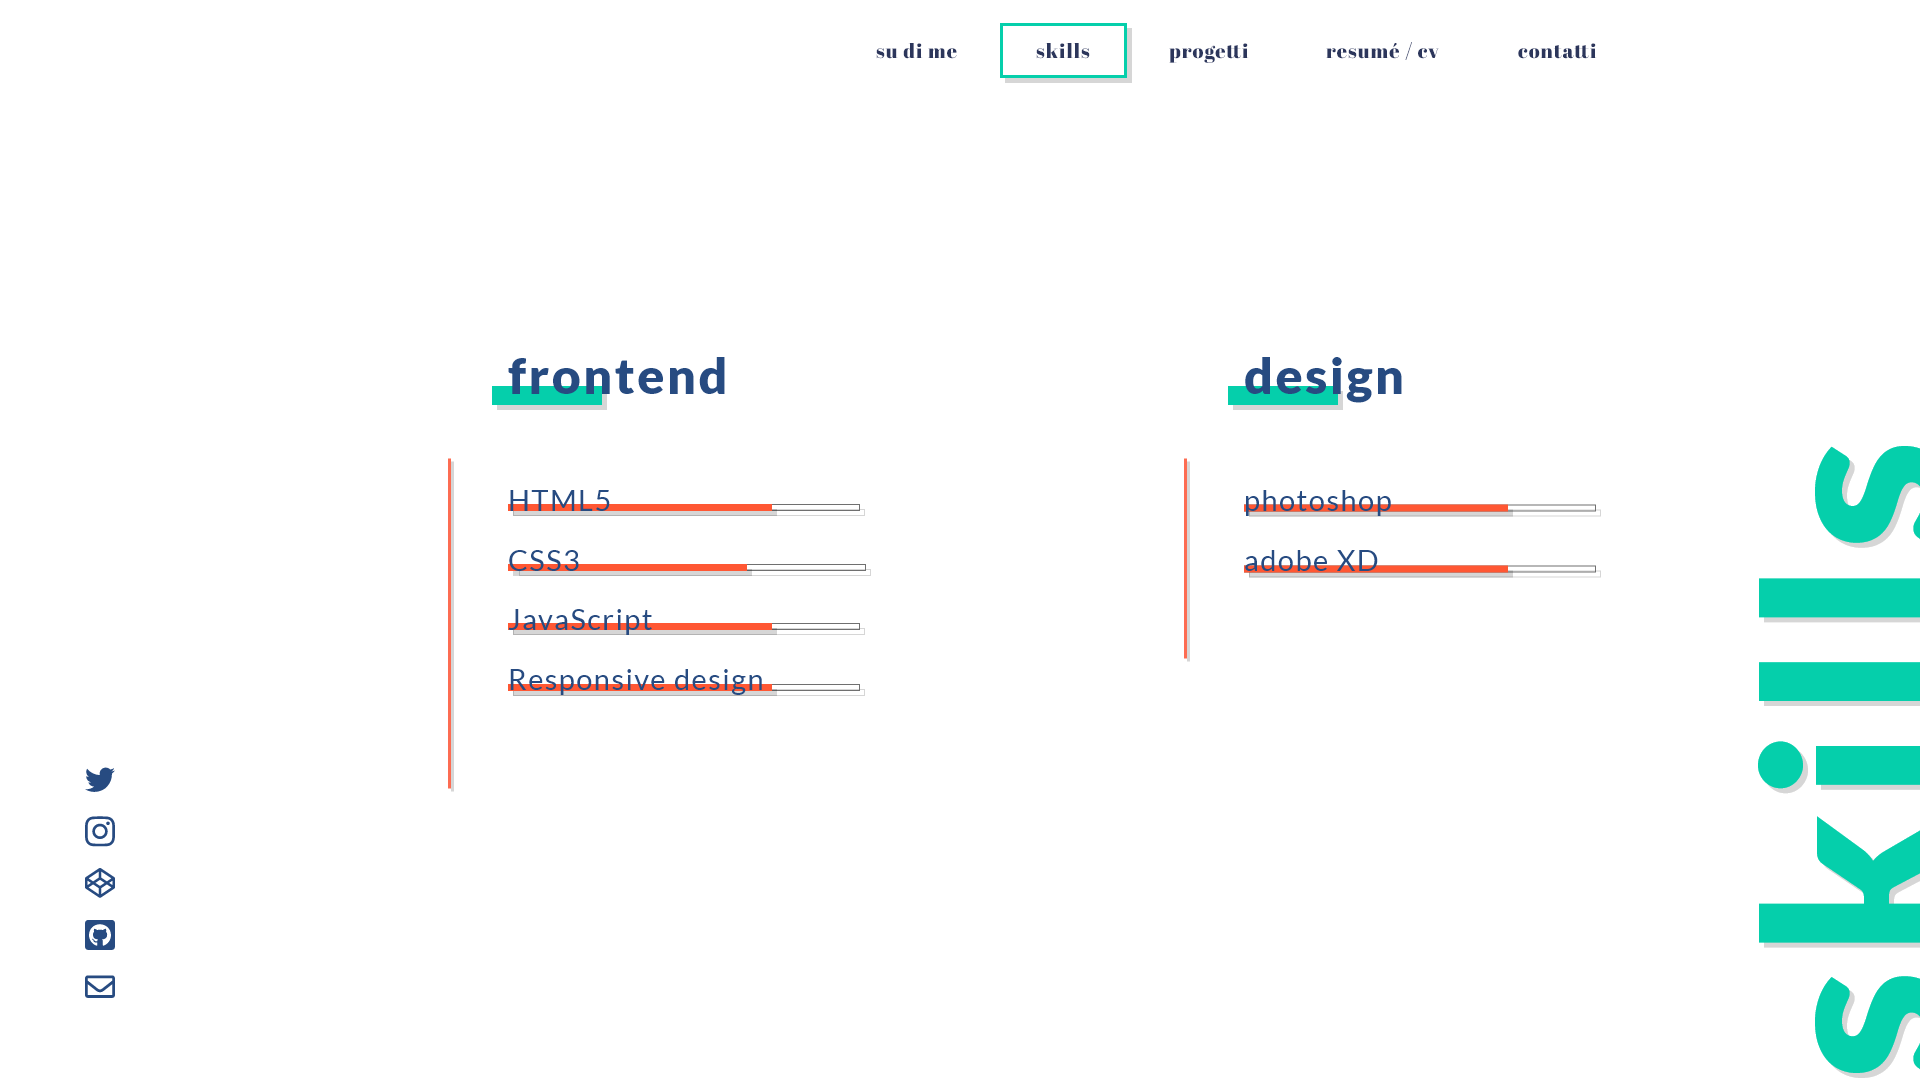 su di me
skills
progetti
resumé / cv
contatti
frontend
HTML5
CSS3
JavaScript
Responsive design
design
photoshop
adobe XD
skills